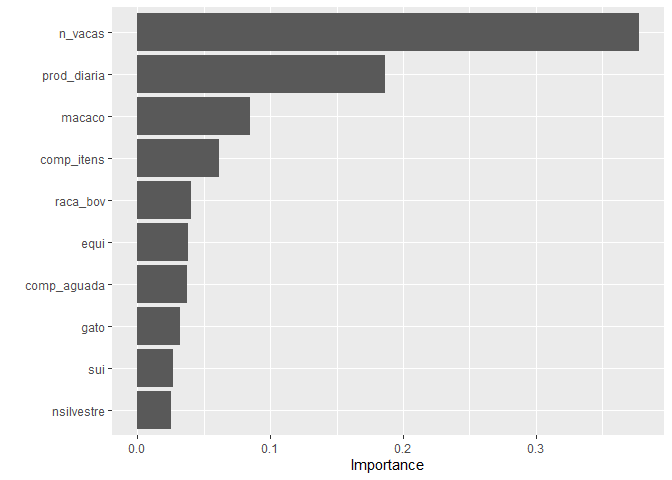 n_vacas
prod_diaria
macaco
comp_itens
raca_bov
equi
comp_aguada
gato
sui
nsilvestre
0.0 0.1 0.2 0.3
Importance